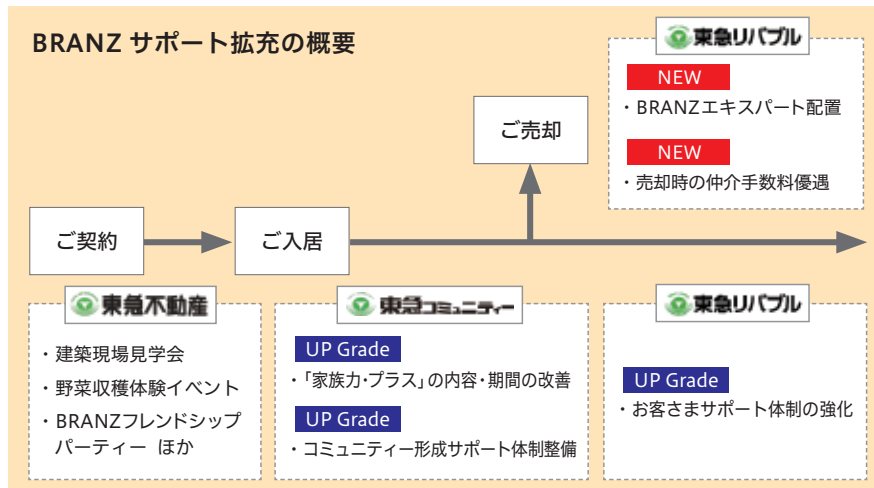 BRANZ サポート拡充の概要
東急リバブル
NEW
・BRANZエキスパート配置
NEW
・売却時の仲介手数料優遇
ご売却
ご契約
ご入居
東急不動産
・建築現場見学会
・野菜収穫体験イベント
・BRANZフレンドシップ
パーティー ほか
東急コミュニティー
UP Grade
・「家族力・プラス」の内容・期間の改善
UP Grade
・コミュニティー形成サポート体制整備
東急リバブル
UP Grade
・お客さまサポート体制の強化